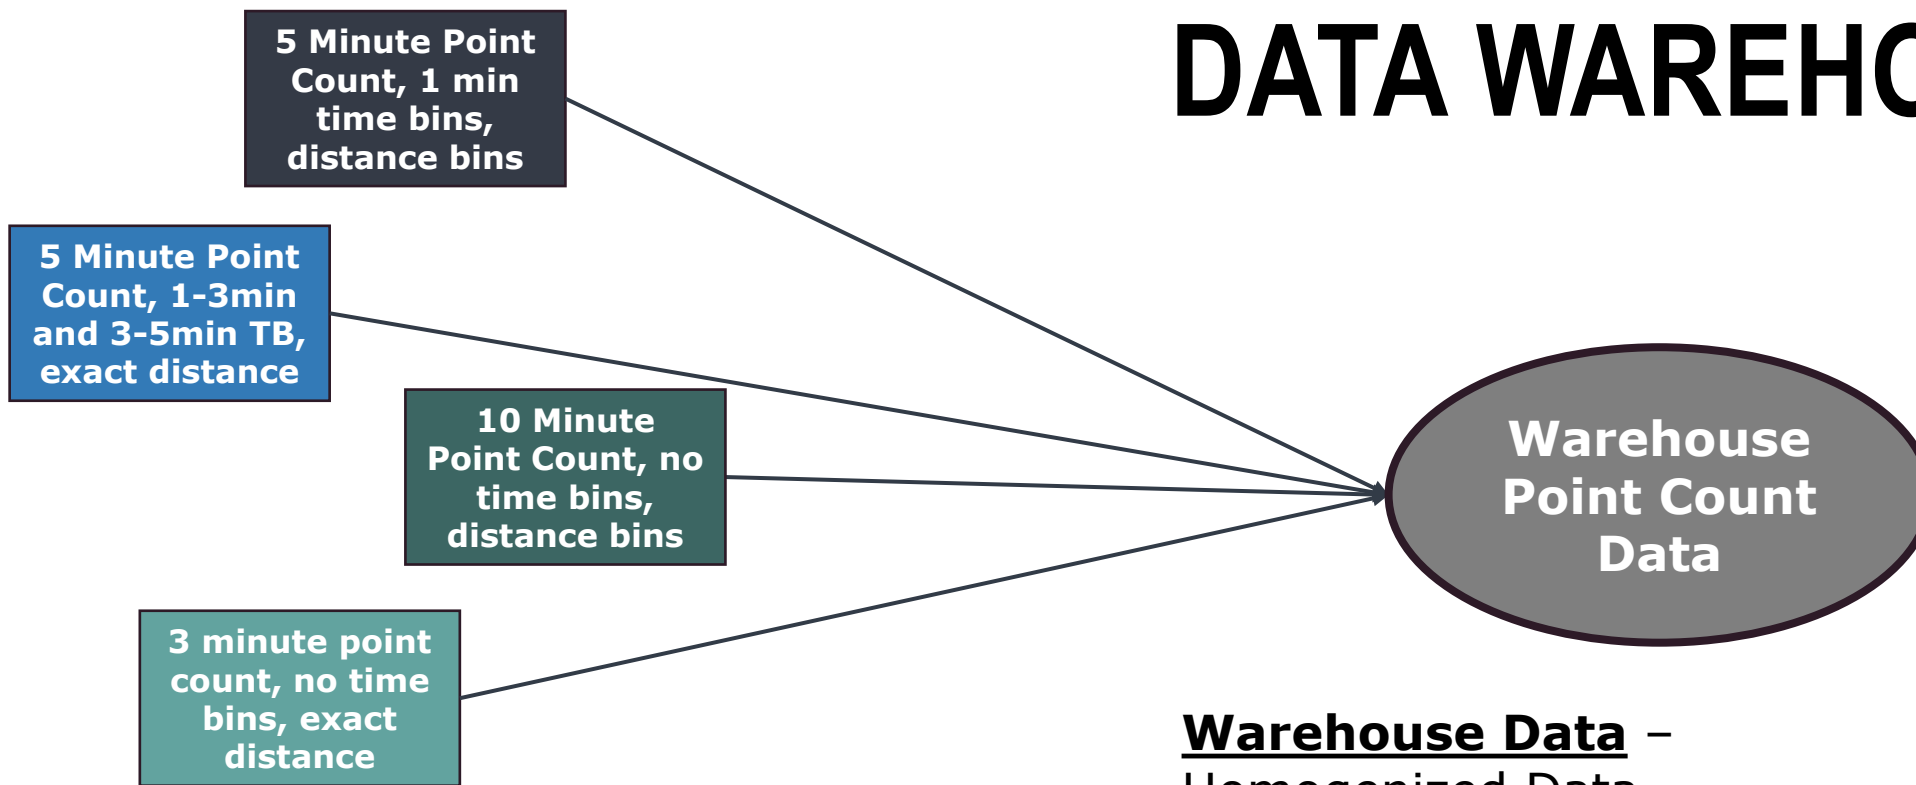 DATA WAREHO
5 Minute Point
Count, 1 min
time bins,
distance bins
5 Minute Point
Count, 1-3min
and 3-5min TB,
exact distance
10 Minute
Point Count, no
time bins,
distance bins
3 minute point
count, no time
bins, exact
distance
Warehouse
Point Count
Data
Warehouse Data –
Homogenized Data